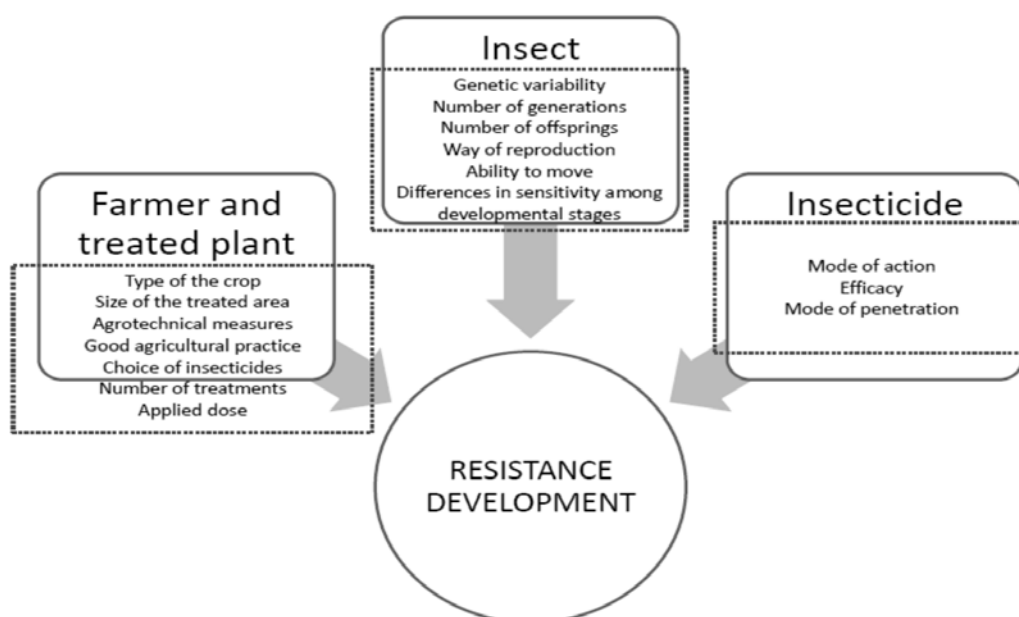 Insect
Genetic variability
Number of generations
Number of offsprings
Way of reproduction
Ability to move
Differences in sensitivity among
developmental stages
Farmer and
treated plant
Type of the crop
Size of the treated area
Agrotechnical measures
Good agricultural practice
Choice of insecticides
Number of treatments
Applied dose
Insecticide
Mode of action
Efficacy
Mode of penetration
RESISTANCE
DEVELOPMENT